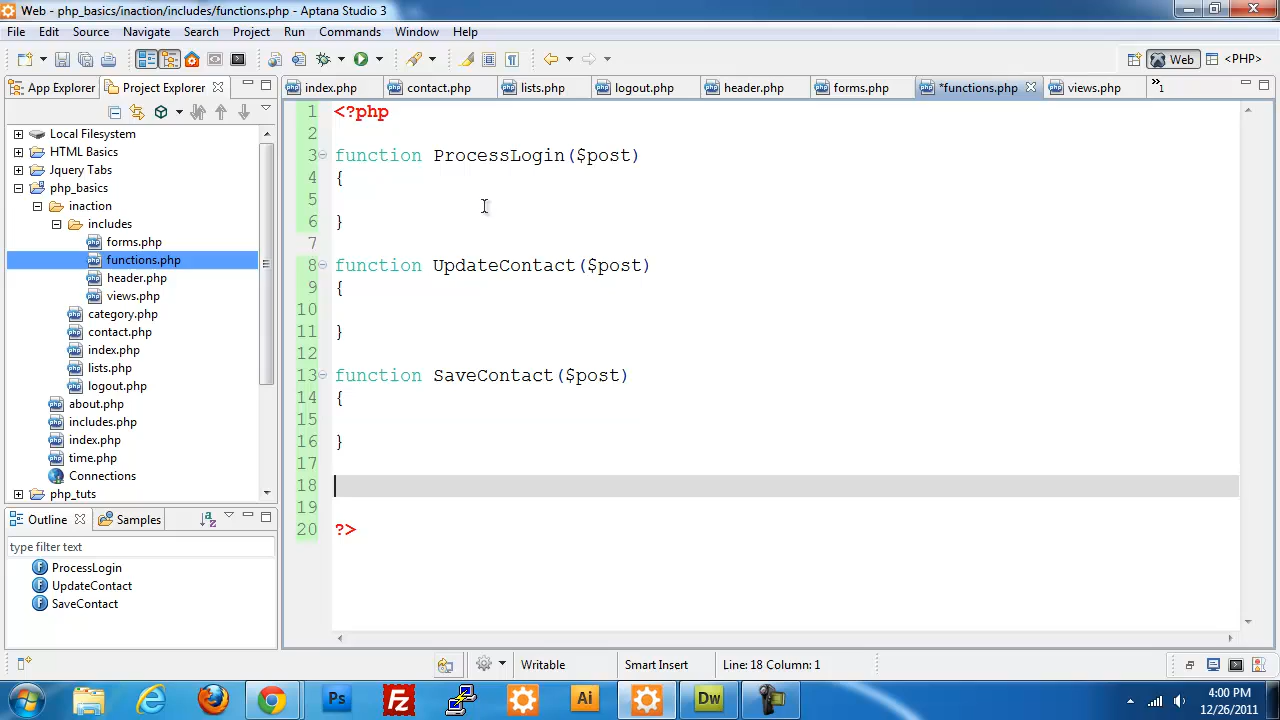 Web - php_basics/inaction/includes/functions.php - Aptana Studio 3
File Edit Source Navigate Search Project Run Commands Window Help
Web <PHP>
App Explorer Project Explorer
index.php contact.php lists.php logout.php header.php forms.php *functions.php views.php »1
Local Filesystem
HTML Basics
Jquery Tabs
php_basics
inaction
includes
forms.php
functions.php
header.php
views.php
category.php
contact.php
index.php
lists.php
logout.php
about.php
includes.php
index.php
time.php
Connections
php_tuts
Outline Samples
type filter text
ProcessLogin
UpdateContact
SaveContact
1 <?php
2
3 function ProcessLogin($post)
4 {
5
6 }
7
8 function UpdateContact($post)
9 {
10
11 }
12
13 function SaveContact($post)
14 {
15
16 }
17
18
19
20 ?>
Writable Smart Insert Line: 18 Column: 1
Ps Fz Ai Dw
4:00 PM
12/26/2011